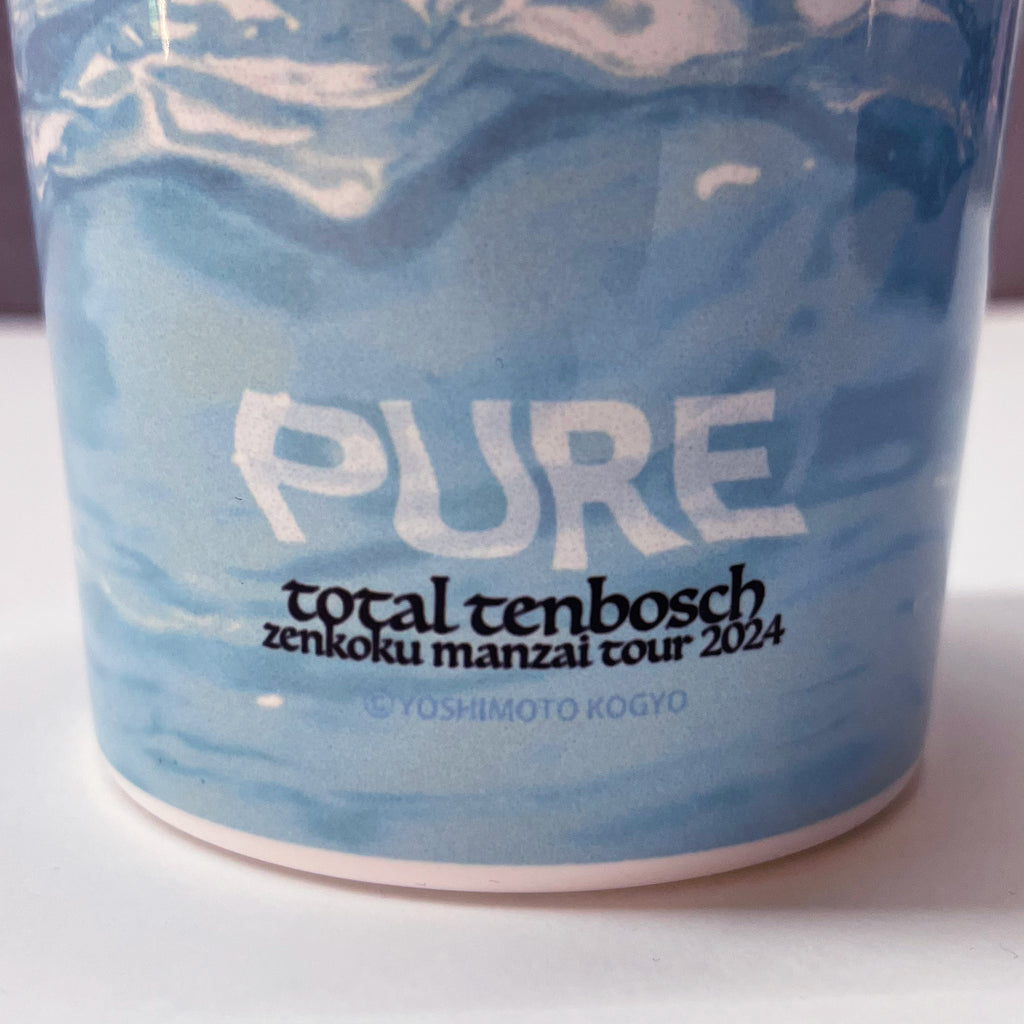 PURE
total tenbosch
zenkoku manzai tour 2024
©YOSHIMOTO KOGYO